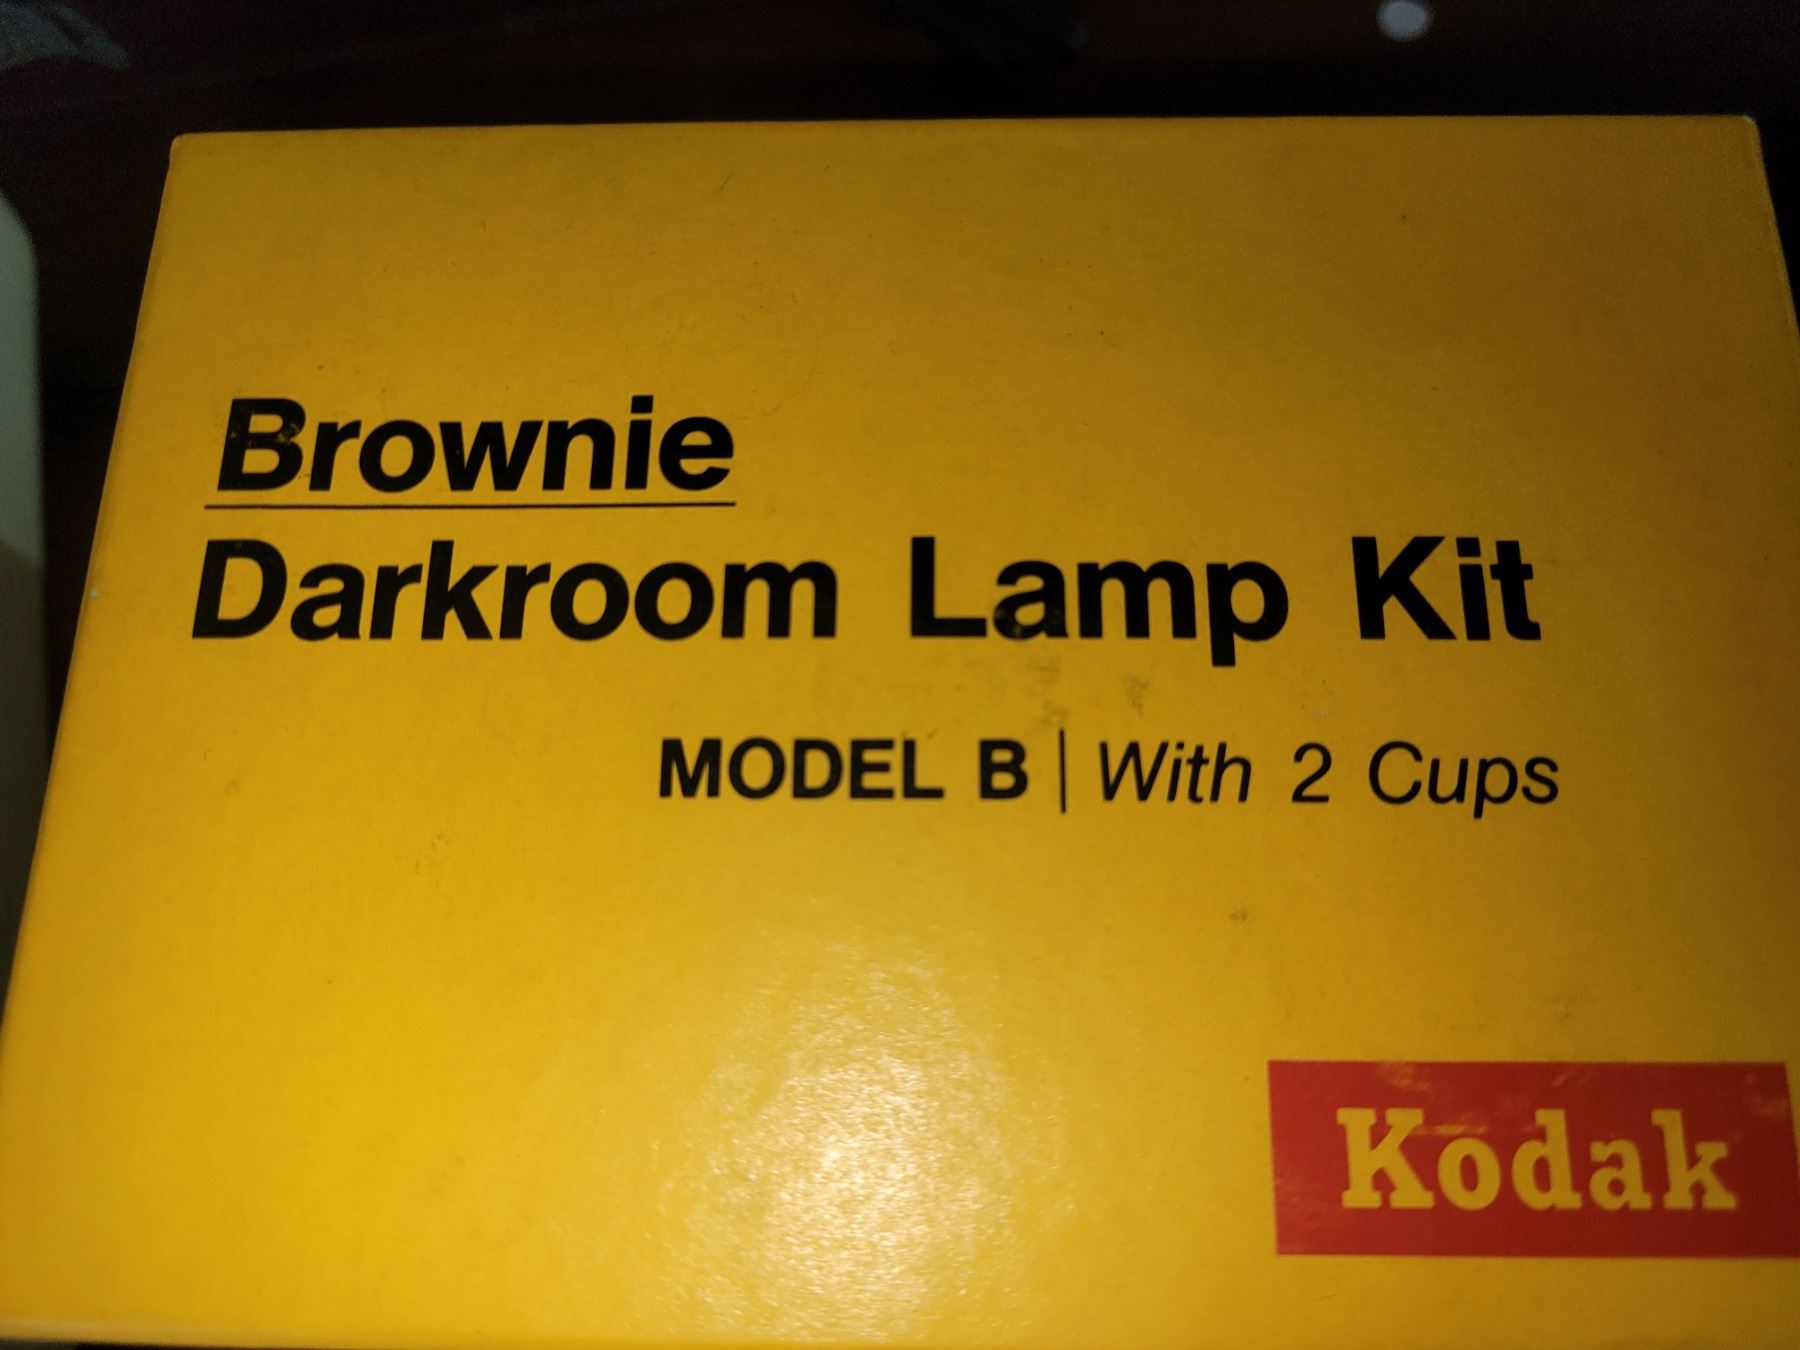 Brownie
Darkroom Lamp Kit
MODEL B | With 2 Cups
Kodak